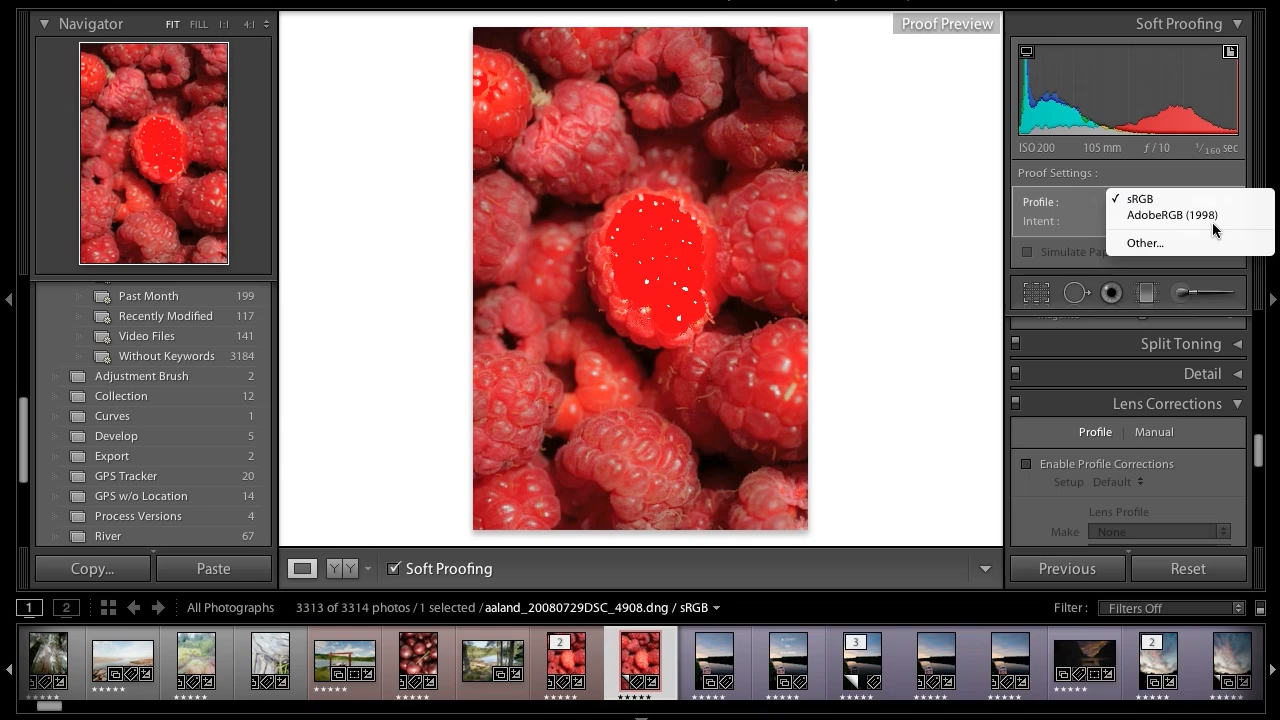 Navigator FIT FILL 1:1 4:1
Proof Preview
Soft Proofing
ISO 200 105 mm ƒ / 10 1/160 sec
Proof Settings :
Profile :
Intent :
✓ sRGB
AdobeRGB (1998)
Other...
Simulate Pap
Past Month 199
Recently Modified 117
Video Files 141
Without Keywords 3184
Adjustment Brush 2
Collection 12
Curves 1
Develop 5
Export 2
GPS Tracker 20
GPS w/o Location 14
Process Versions 4
River 67
Split Toning
Detail
Lens Corrections
Profile | Manual
Enable Profile Corrections
Setup Default
Lens Profile
Make None
Copy... Paste
YY Soft Proofing
Previous Reset
1 2 All Photographs 3313 of 3314 photos / 1 selected / aaland_20080729DSC_4908.dng / sRGB
Filter : Filters Off
2 3 2